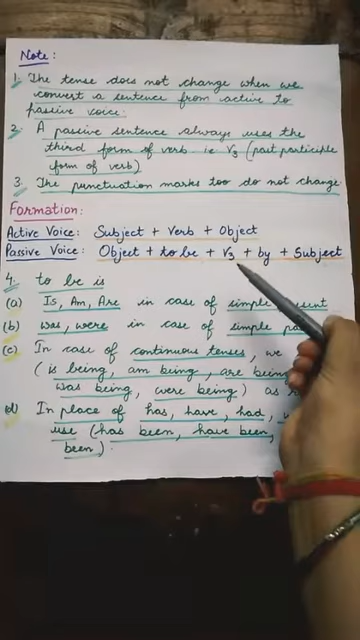 Note:
1. The tense does not change when we
convert a sentence from active to
passive voice.
2. A passive sentence always uses the
third form of verb i.e V3 (past participle
form of verb)
3. The punctuation marks too do not change.
Formation:
Active Voice: Subject + Verb + Object
Passive Voice: Object + to be + V3 + by + Subject
4. to be is
(a) Is, Am, Are in case of simple present
(b) was, were in case of simple
(c) In case of continuous tenses, we
(is being, am being, are being
was being, were being) as
(d) In place of has, have, had,
use (has been, have been,
been).